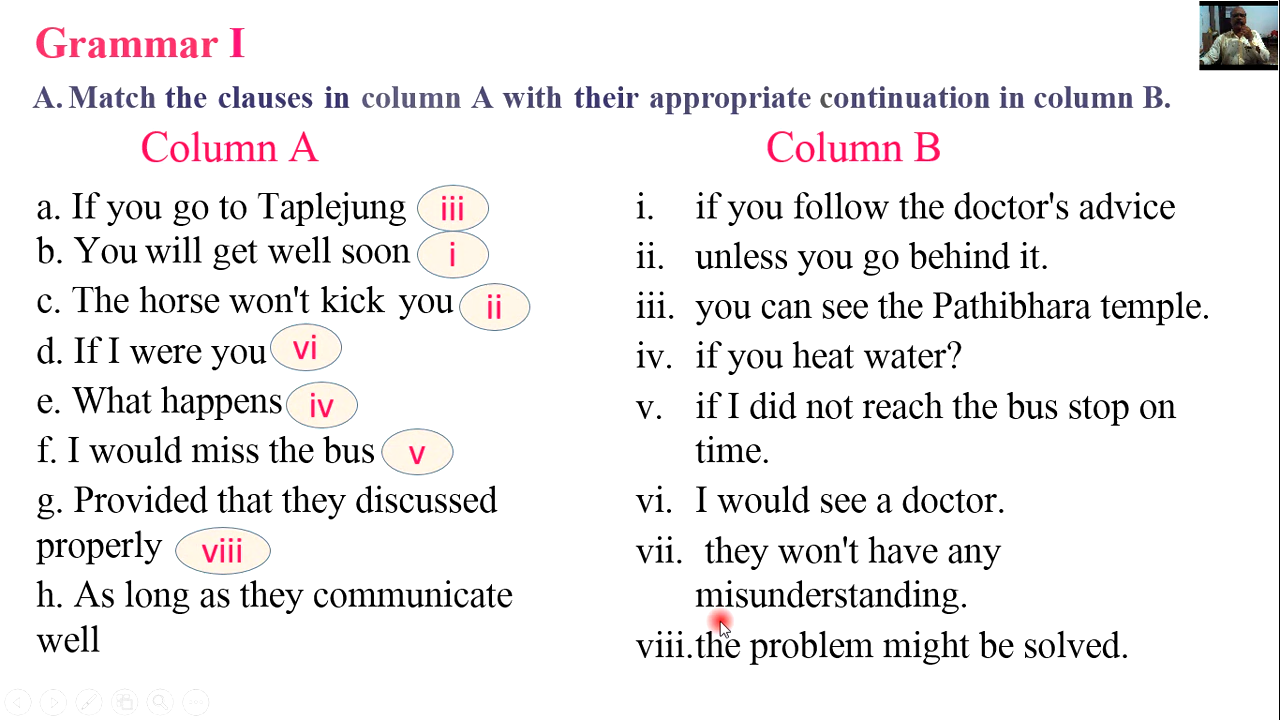 Grammar I
A. Match the clauses in column A with their appropriate continuation in column B.
Column A
a. If you go to Taplejung iii
b. You will get well soon i
c. The horse won't kick you ii
d. If I were you vi
e. What happens iv
f. I would miss the bus v
g. Provided that they discussed
properly viii
h. As long as they communicate
well
Column B
i. if you follow the doctor's advice
ii. unless you go behind it.
iii. you can see the Pathibhara temple.
iv. if you heat water?
v. if I did not reach the bus stop on
time.
vi. I would see a doctor.
vii. they won't have any
misunderstanding.
viii. the problem might be solved.